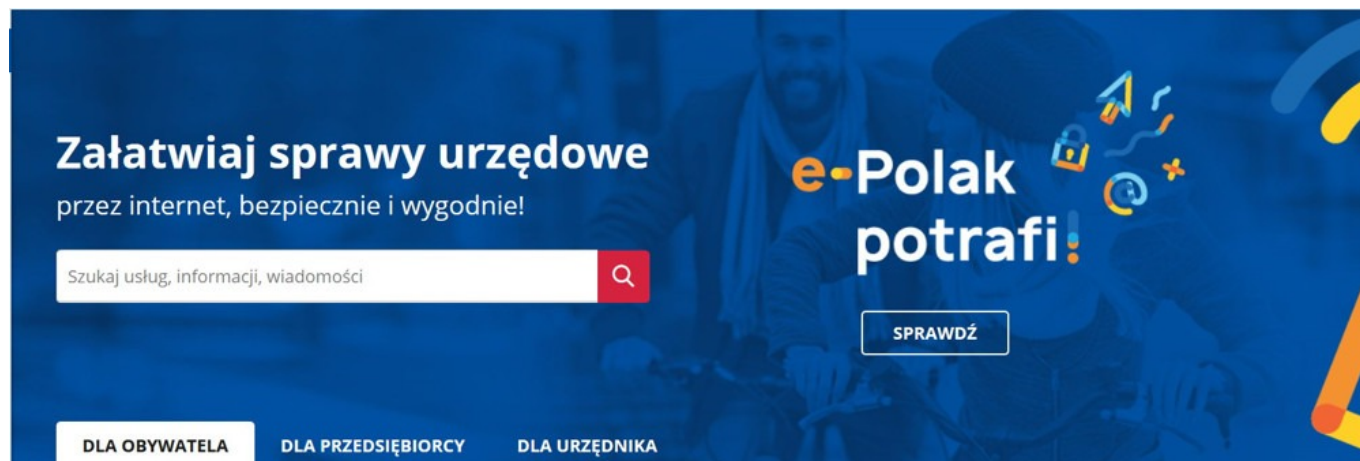 Załatwiaj sprawy urzędowe
przez internet, bezpiecznie i wygodnie!
Szukaj usług, informacji, wiadomości
e-Polak
potrafi!
SPRAWDŹ
DLA OBYWATELA
DLA PRZEDSIĘBIORCY
DLA URZĘDNIKA